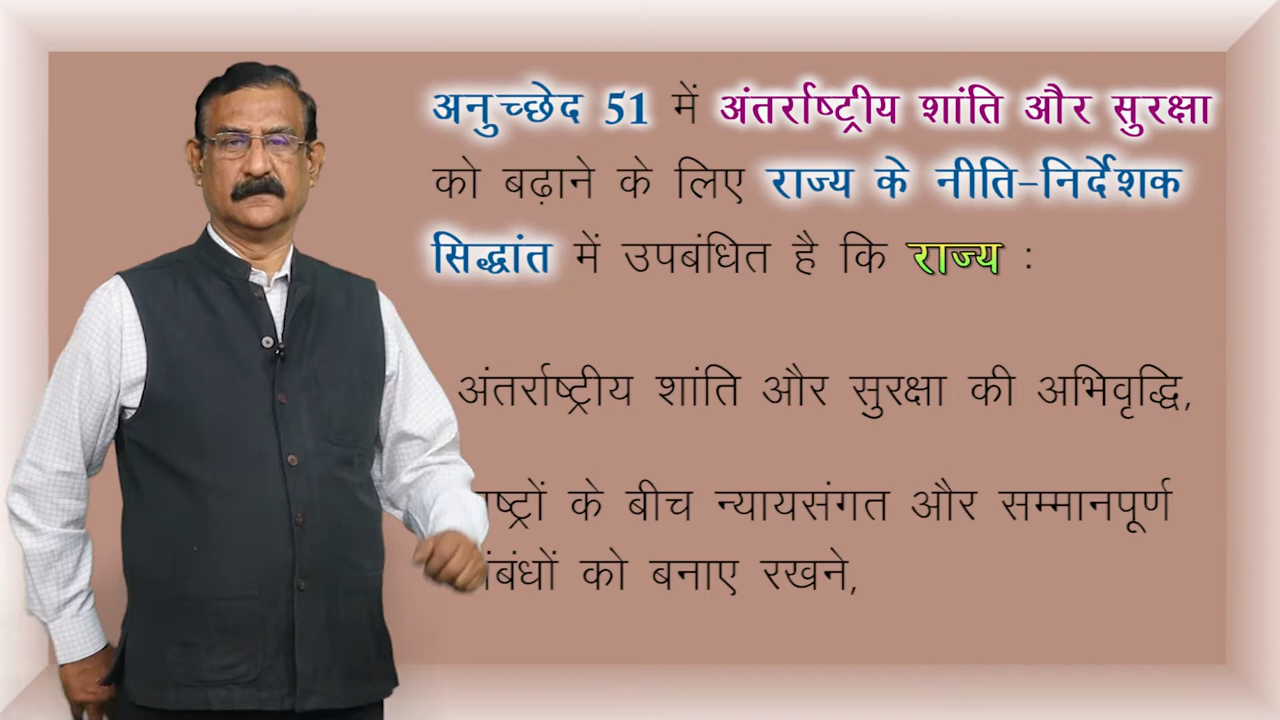 अनुच्छेद 51 में अंतर्राष्ट्रीय शांति और सुरक्षा
को बढ़ाने के लिए राज्य के नीति-निर्देशक
सिद्धांत में उपबंधित है कि राज्य :
अंतर्राष्ट्रीय शांति और सुरक्षा की अभिवृद्धि,
के बीच न्यायसंगत और सम्मानपूर्ण
को बनाए रखने,